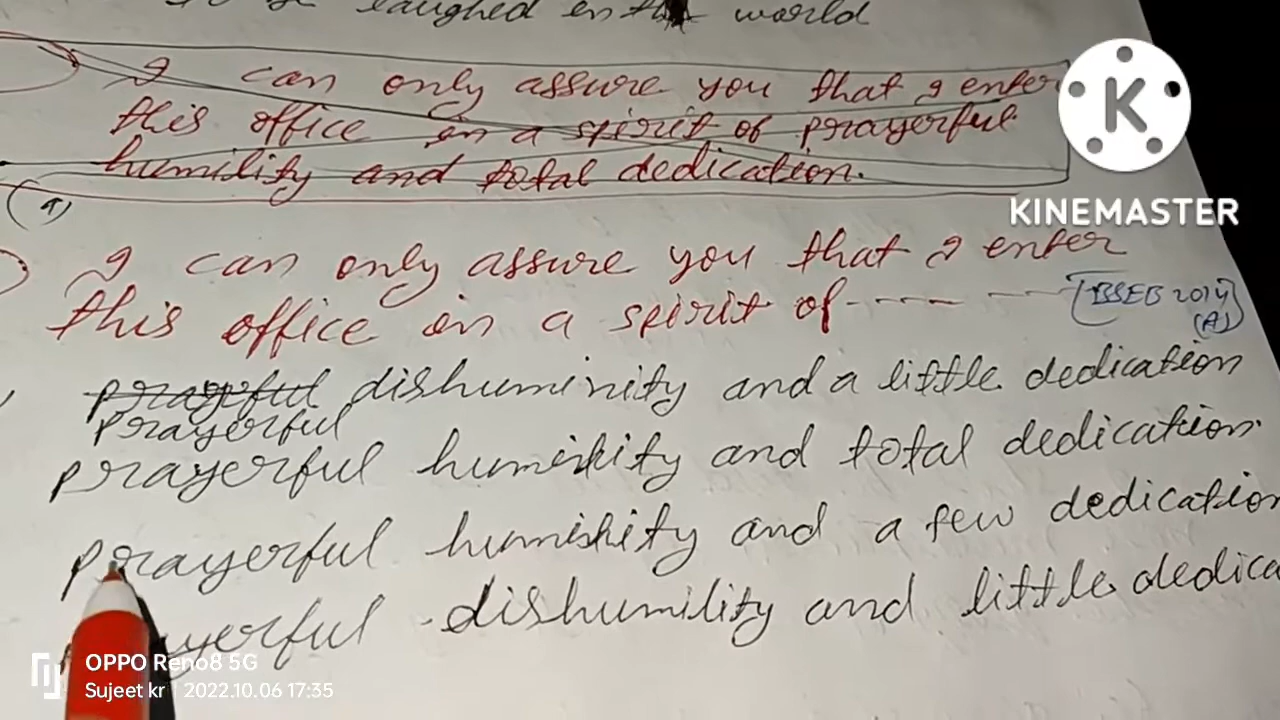 laughed in the world
I can only assure you that I enter
this office in a spirit of prayerful
humility and total dedication.
(1)
I can only assure you that I enter
this office in a spirit of - - - - - - - [BSEB 2014 (A)]
dishuminity and a little dedication
prayerful
prayerful humility and total dedication.
prayerful humility and a few dedication
yerful dishumility and little dedica
K
KINEMASTER
OPPO Reno8 5G
Sujeet kr | 2022.10.06 17:35